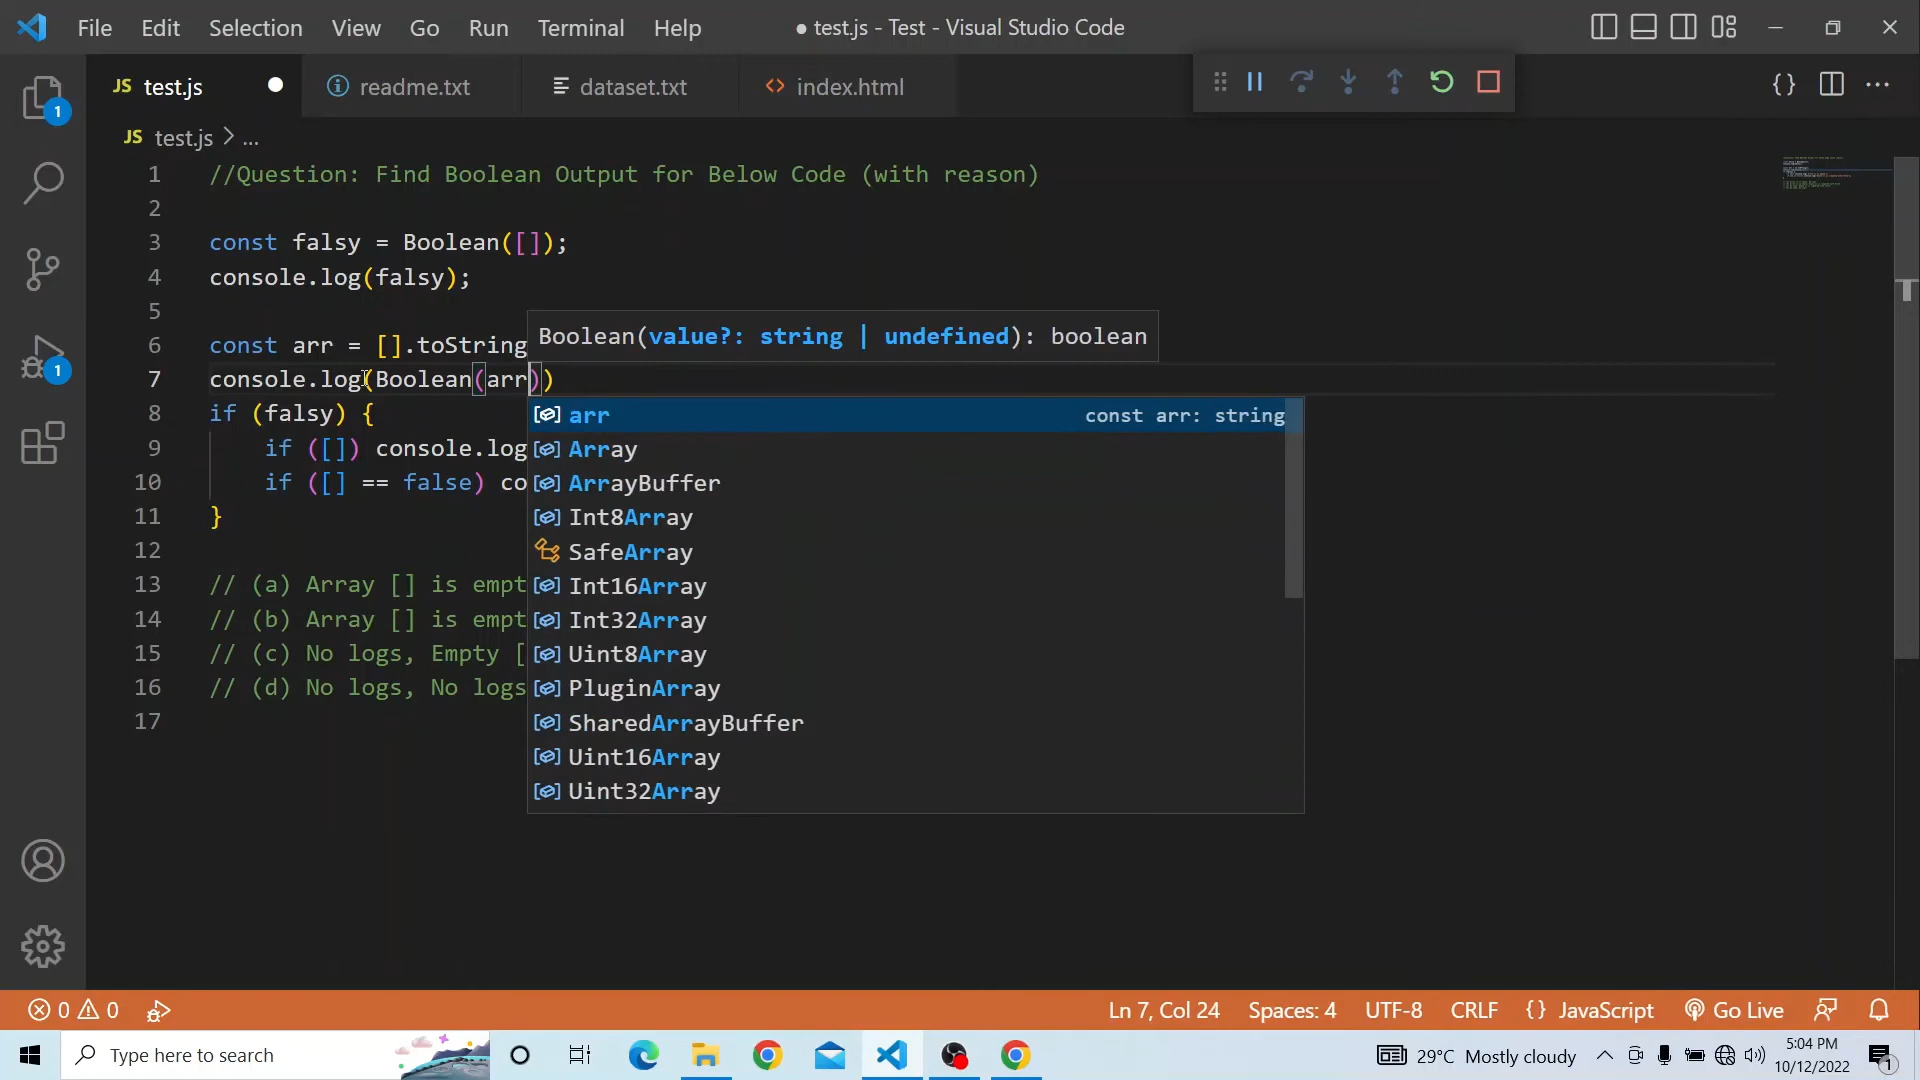 File Edit Selection View Go Run Terminal Help
● test.js - Test - Visual Studio Code
1
JS test.js
readme.txt
dataset.txt
<> index.html
{} ...
JS test.js > ...
1 //Question: Find Boolean Output for Below Code (with reason)
2
3 const falsy = Boolean([]);
4 console.log(falsy);
5
6 const arr = [].toString
Boolean(value?: string | undefined): boolean
7 console.log(Boolean(arr))
8 if (falsy) {
arr const arr: string
9 if ([]) console.log
Array
10 if ([] == false) co
ArrayBuffer
11 }
Int8Array
12
SafeArray
13 // (a) Array [] is empt
Int16Array
14 // (b) Array [] is empt
Int32Array
15 // (c) No logs, Empty [
Uint8Array
16 // (d) No logs, No logs
PluginArray
17
SharedArrayBuffer
Uint16Array
Uint32Array
1
0 0
Ln 7, Col 24 Spaces: 4 UTF-8 CRLF {} JavaScript Go Live
Type here to search
29°C Mostly cloudy
5:04 PM
10/12/2022
1